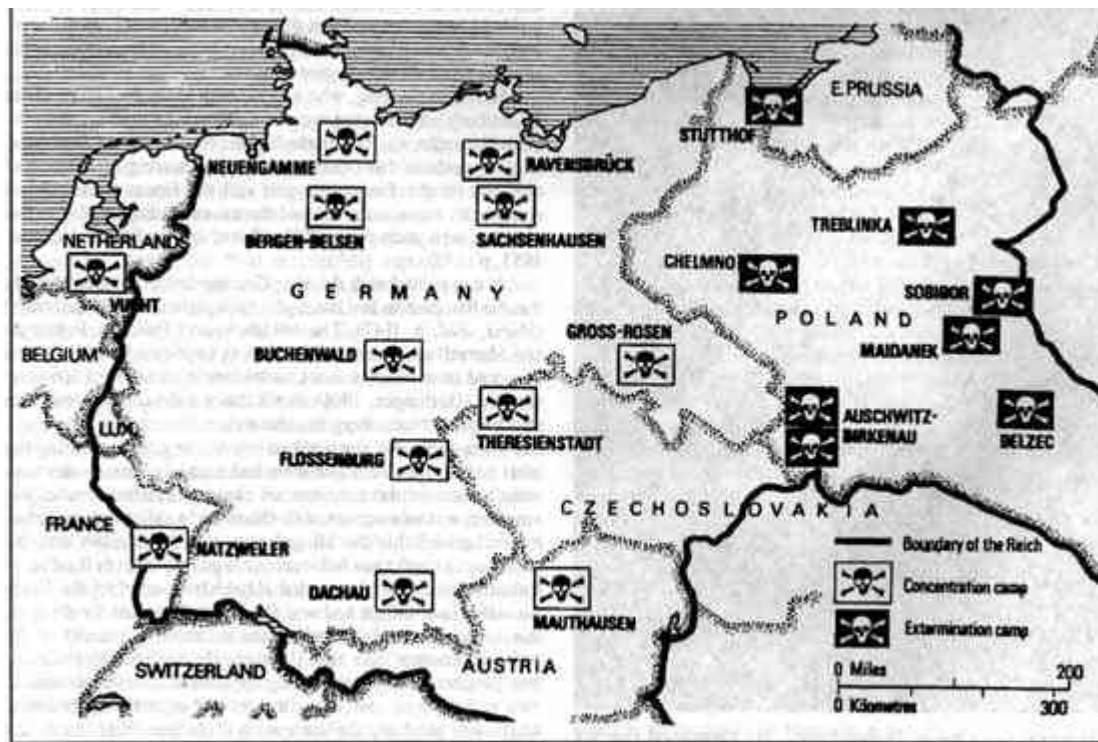 E. PRUSSIA
STUTTHOF
NEUENGAMME
RAVENSBRÜCK
TREBLINKA
NETHERLANDS
BERGEN-BELSEN
SACHSENHAUSEN
CHELMNO
SOBIBOR
VUGHT
GERMANY
POLAND
BELGIUM
BUCHENWALD
GROSS-ROSEN
MAIDANEK
LUX.
THERESIENSTADT
AUSCHWITZ-
BIRKENAU
BELZEC
FLOSSENBURG
CZECHOSLOVAKIA
FRANCE
NATZWEILER
DACHAU
MAUTHAUSEN
SWITZERLAND
AUSTRIA
Boundary of the Reich
Concentration camp
Extermination camp
0 Miles 200
0 Kilometres 300